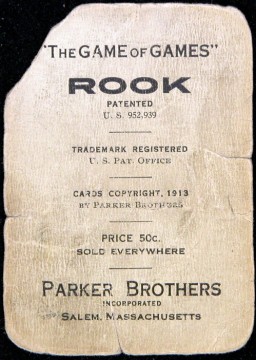 "THE GAME OF GAMES"
ROOK
PATENTED
U. S. 952,939
TRADEMARK REGISTERED
U. S. PAT. OFFICE
CARDS COPYRIGHT, 1913
BY PARKER BROTHERS
PRICE 50c.
SOLD EVERYWHERE
PARKER BROTHERS
INCORPORATED
SALEM, MASSACHUSETTS